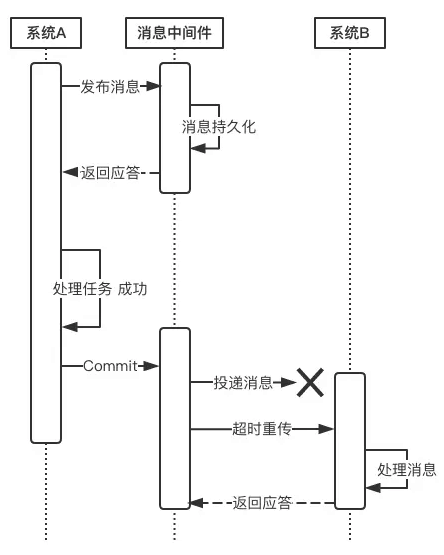 系统A
消息中间件
系统B
发布消息
消息持久化
返回应答
处理任务 成功
Commit
投递消息
超时重传
处理消息
返回应答